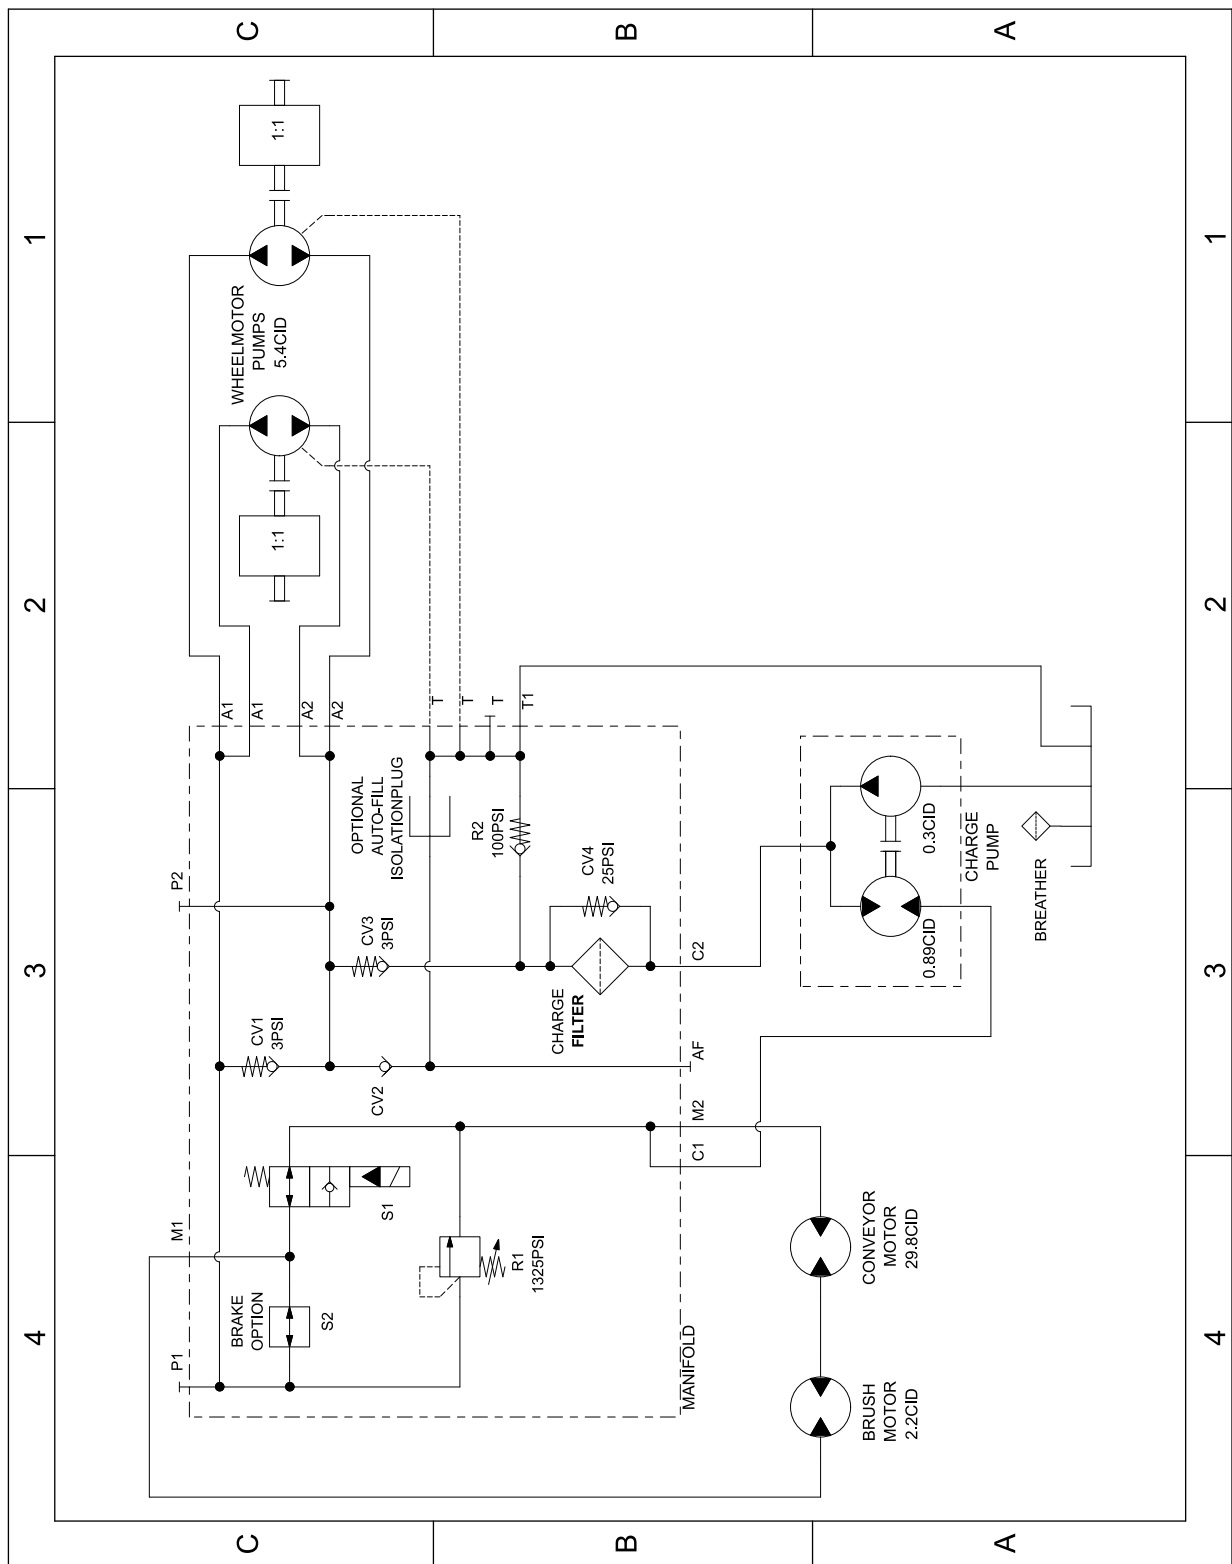 C
B
A
1
1
2
2
3
3
4
4
C
B
A
1:1
WHEELMOTOR
PUMPS
5.4CID
1:1
A1
A1
A2
A2
T
T
T
T1
OPTIONAL
AUTO-FILL
ISOLATIONPLUG
R2
100PSI
CV4
25PSI
P2
CV3
3PSI
CHARGE
FILTER
C2
CV1
3PSI
CV2
AF
M2
C1
S1
M1
BRAKE
OPTION
S2
P1
R1
1325PSI
MANIFOLD
0.3CID
0.89CID
CHARGE
PUMP
BREATHER
CONVEYOR
MOTOR
29.8CID
BRUSH
MOTOR
2.2CID